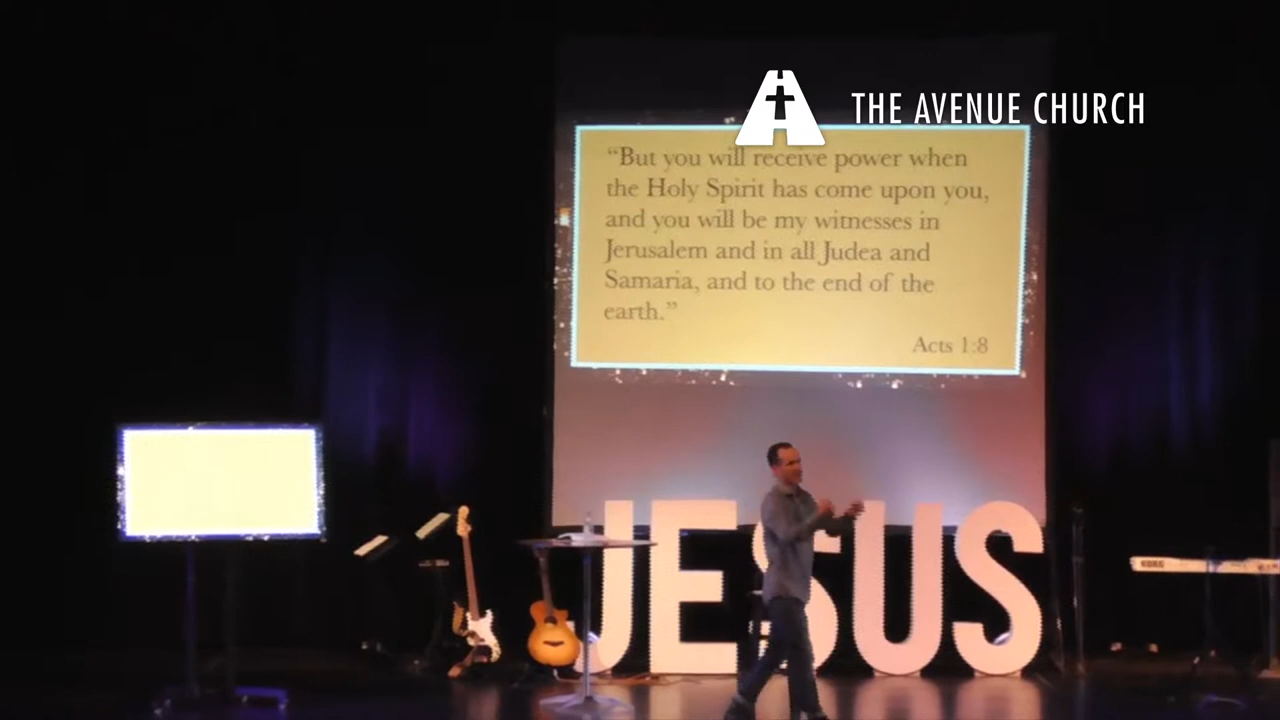 THE AVENUE CHURCH
“But you will receive power when
the Holy Spirit has come upon you,
and you will be my witnesses in
Jerusalem and in all Judea and
Samaria, and to the end of the
earth.”
Acts 1:8
JESUS
KORG